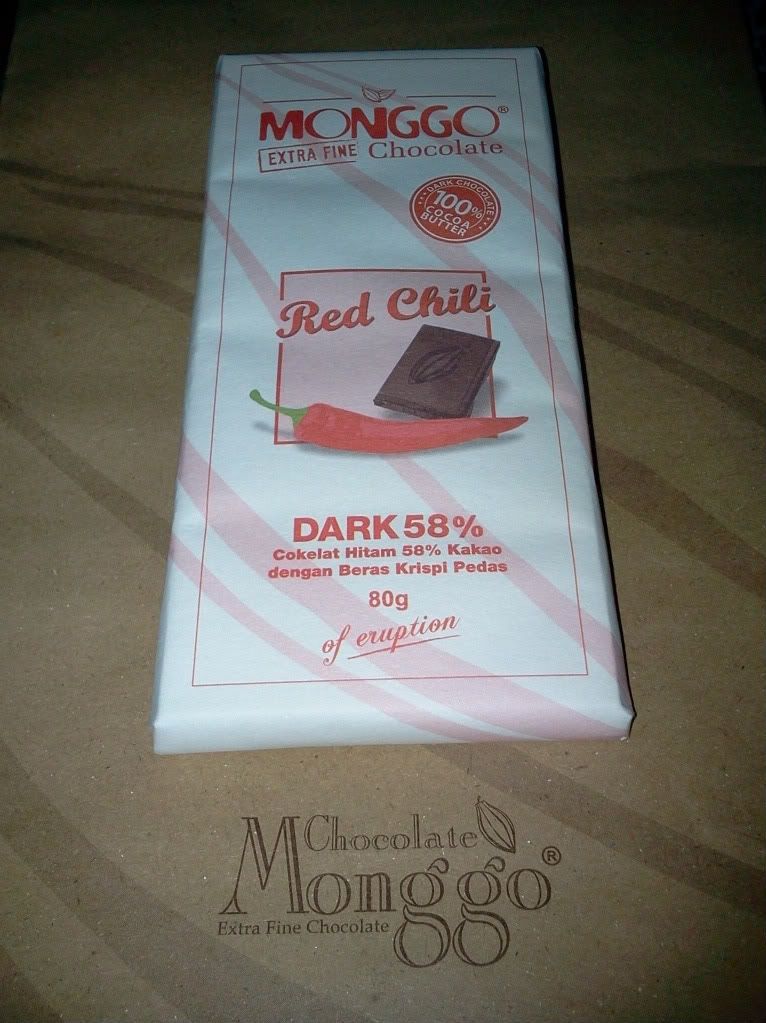 MONGGO®
EXTRA FINE Chocolate
DARK CHOCOLATE
100%
COCOA
BUTTER
Red Chili
DARK 58%
Cokelat Hitam 58% Kakao
dengan Beras Krispi Pedas
80g
of eruption
Chocolate
Monggo®
Extra Fine Chocolate